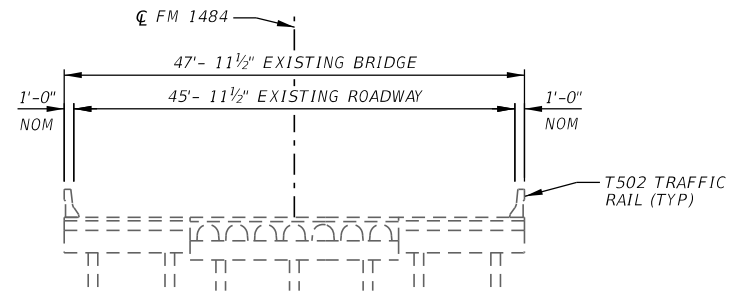 ℄ FM 1484
47'- 11½" EXISTING BRIDGE
1'-0"
NOM
45'- 11½" EXISTING ROADWAY
1'-0"
NOM
T502 TRAFFIC
RAIL (TYP)